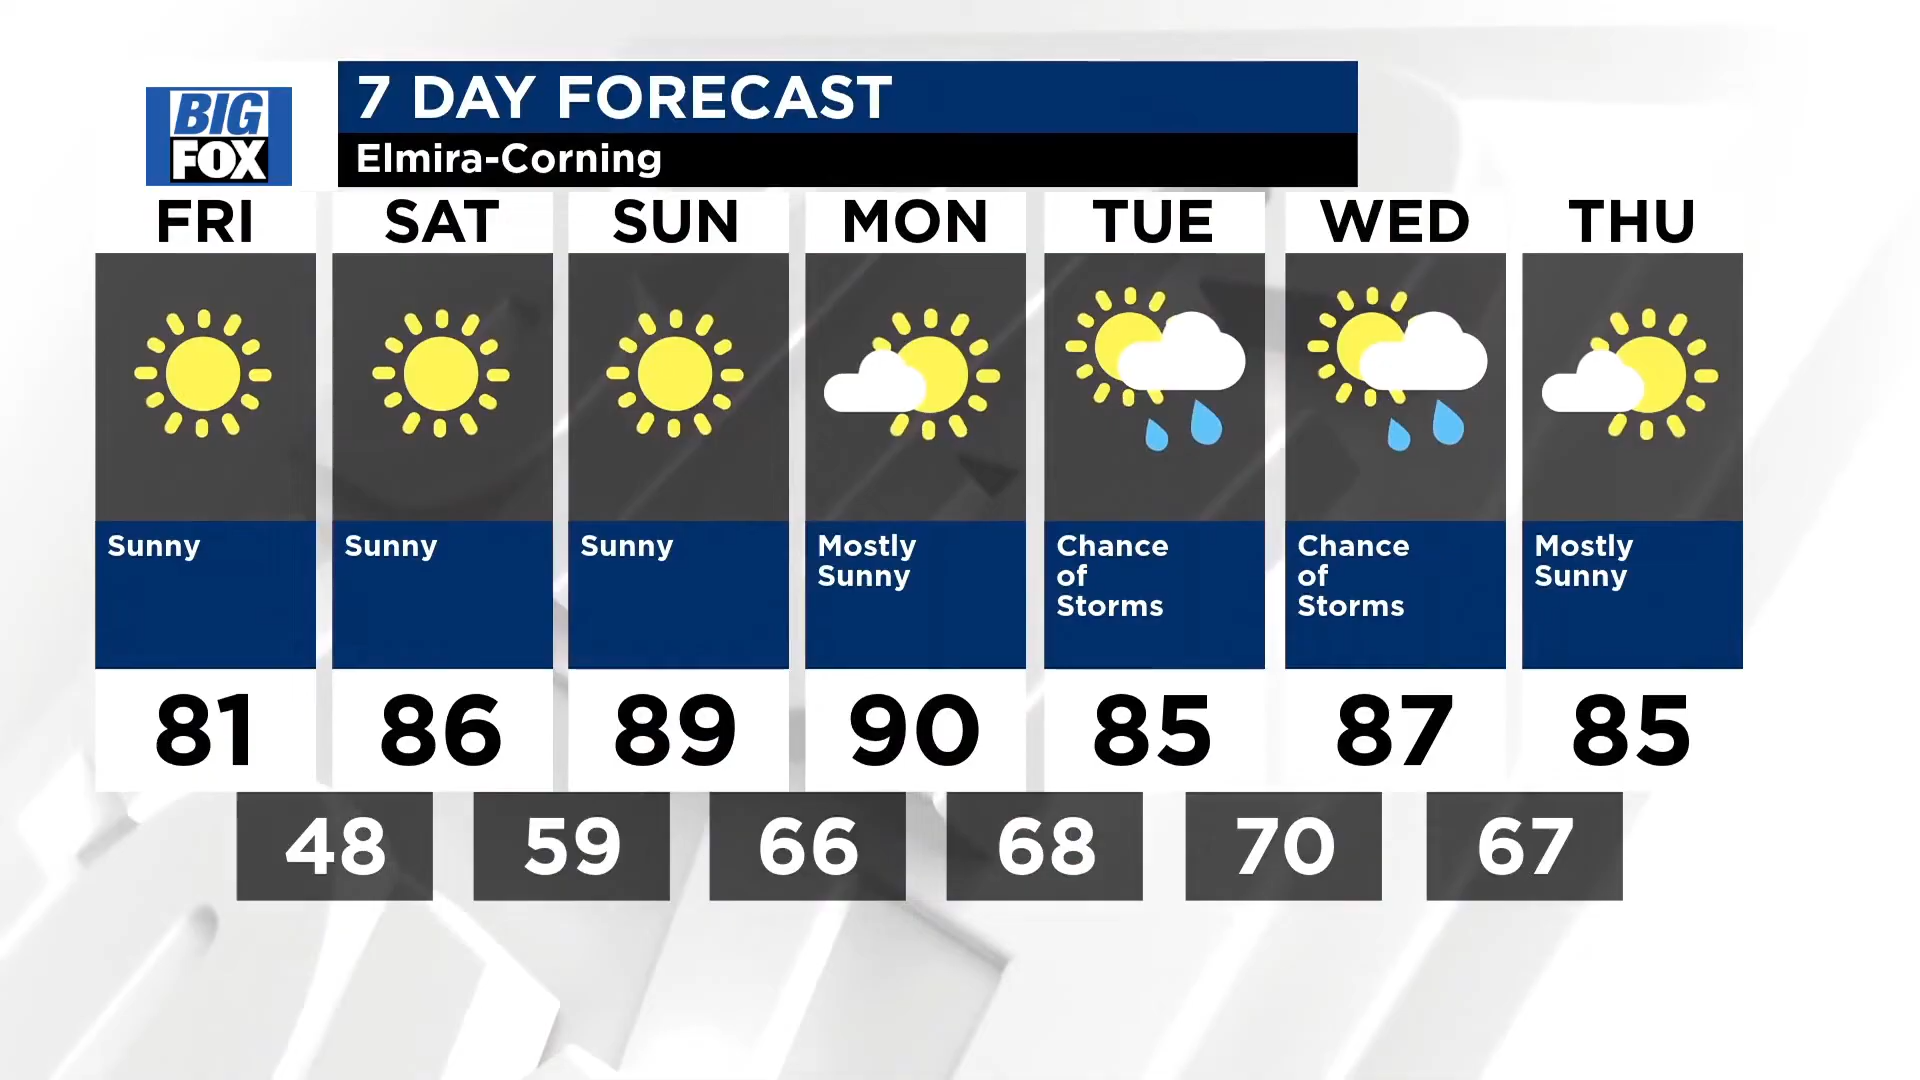 BIG
FOX
7 DAY FORECAST
Elmira-Corning
FRI
SAT
SUN
MON
TUE
WED
THU
Sunny
Sunny
Sunny
Mostly
Sunny
Chance
of
Storms
Chance
of
Storms
Mostly
Sunny
81
86
89
90
85
87
85
48
59
66
68
70
67